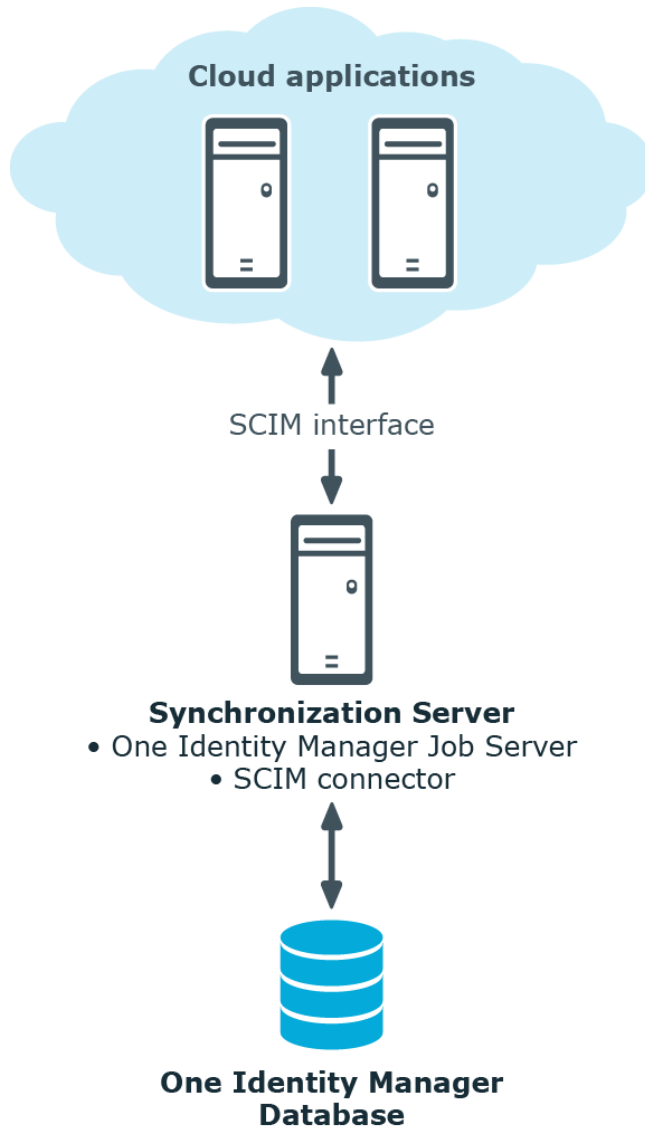 Cloud applications
SCIM interface
Synchronization Server
• One Identity Manager Job Server
• SCIM connector
One Identity Manager
Database